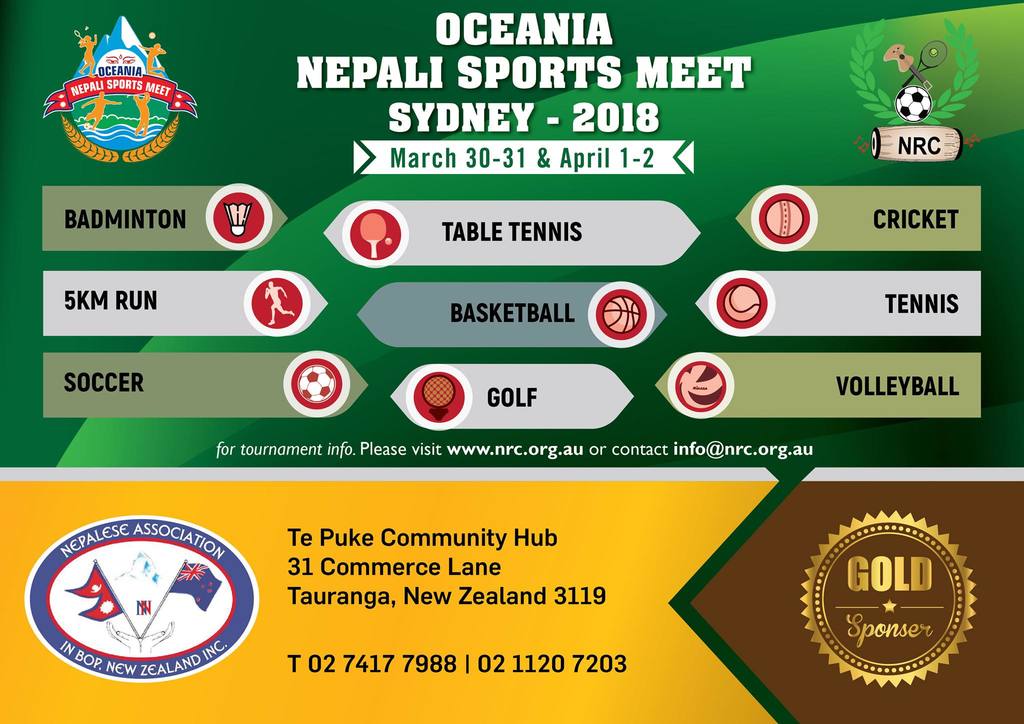 OCEANIA
NEPALI SPORTS MEET
SYDNEY - 2018
March 30-31 & April 1-2
OCEANIA
NEPALI SPORTS MEET
NRC
BADMINTON
TABLE TENNIS
CRICKET
5KM RUN
BASKETBALL
TENNIS
SOCCER
GOLF
VOLLEYBALL
for tournament info. Please visit www.nrc.org.au or contact info@nrc.org.au
NEPALESE ASSOCIATION
IN BOP, NEW ZEALAND INC.
Te Puke Community Hub
31 Commerce Lane
Tauranga, New Zealand 3119
T 02 7417 7988 | 02 1120 7203
GOLD
Sponser